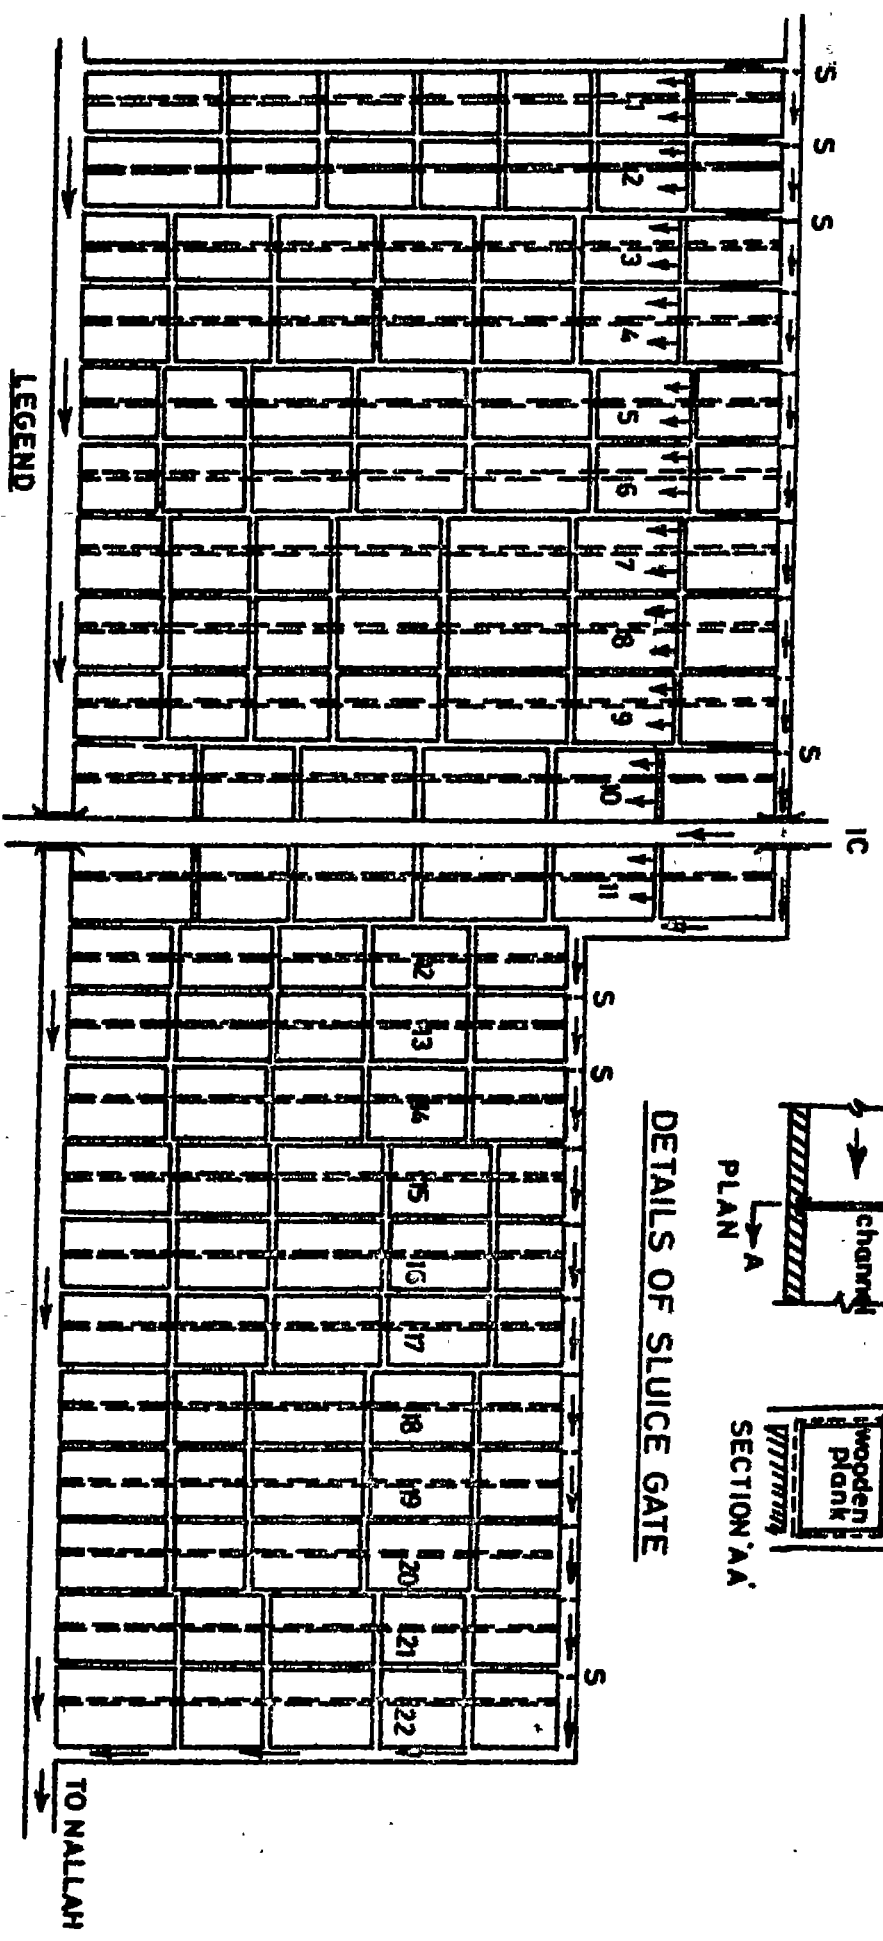 S
S
S
S
IC
S
S
S
1
2
3
4
5
6
7
8
9
10
11
12
13
14
15
16
17
18
19
20
21
22
TO NALLAH
LEGEND
channel
A
PLAN
wooden
plank
SECTION 'AA'
DETAILS OF SLUICE GATE